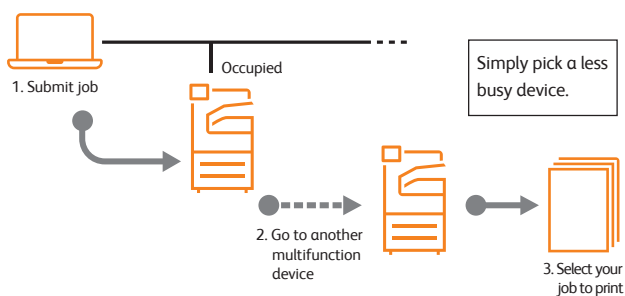 Occupied
1. Submit job
Simply pick a less
busy device.
2. Go to another
multifunction
device
3. Select your
job to print